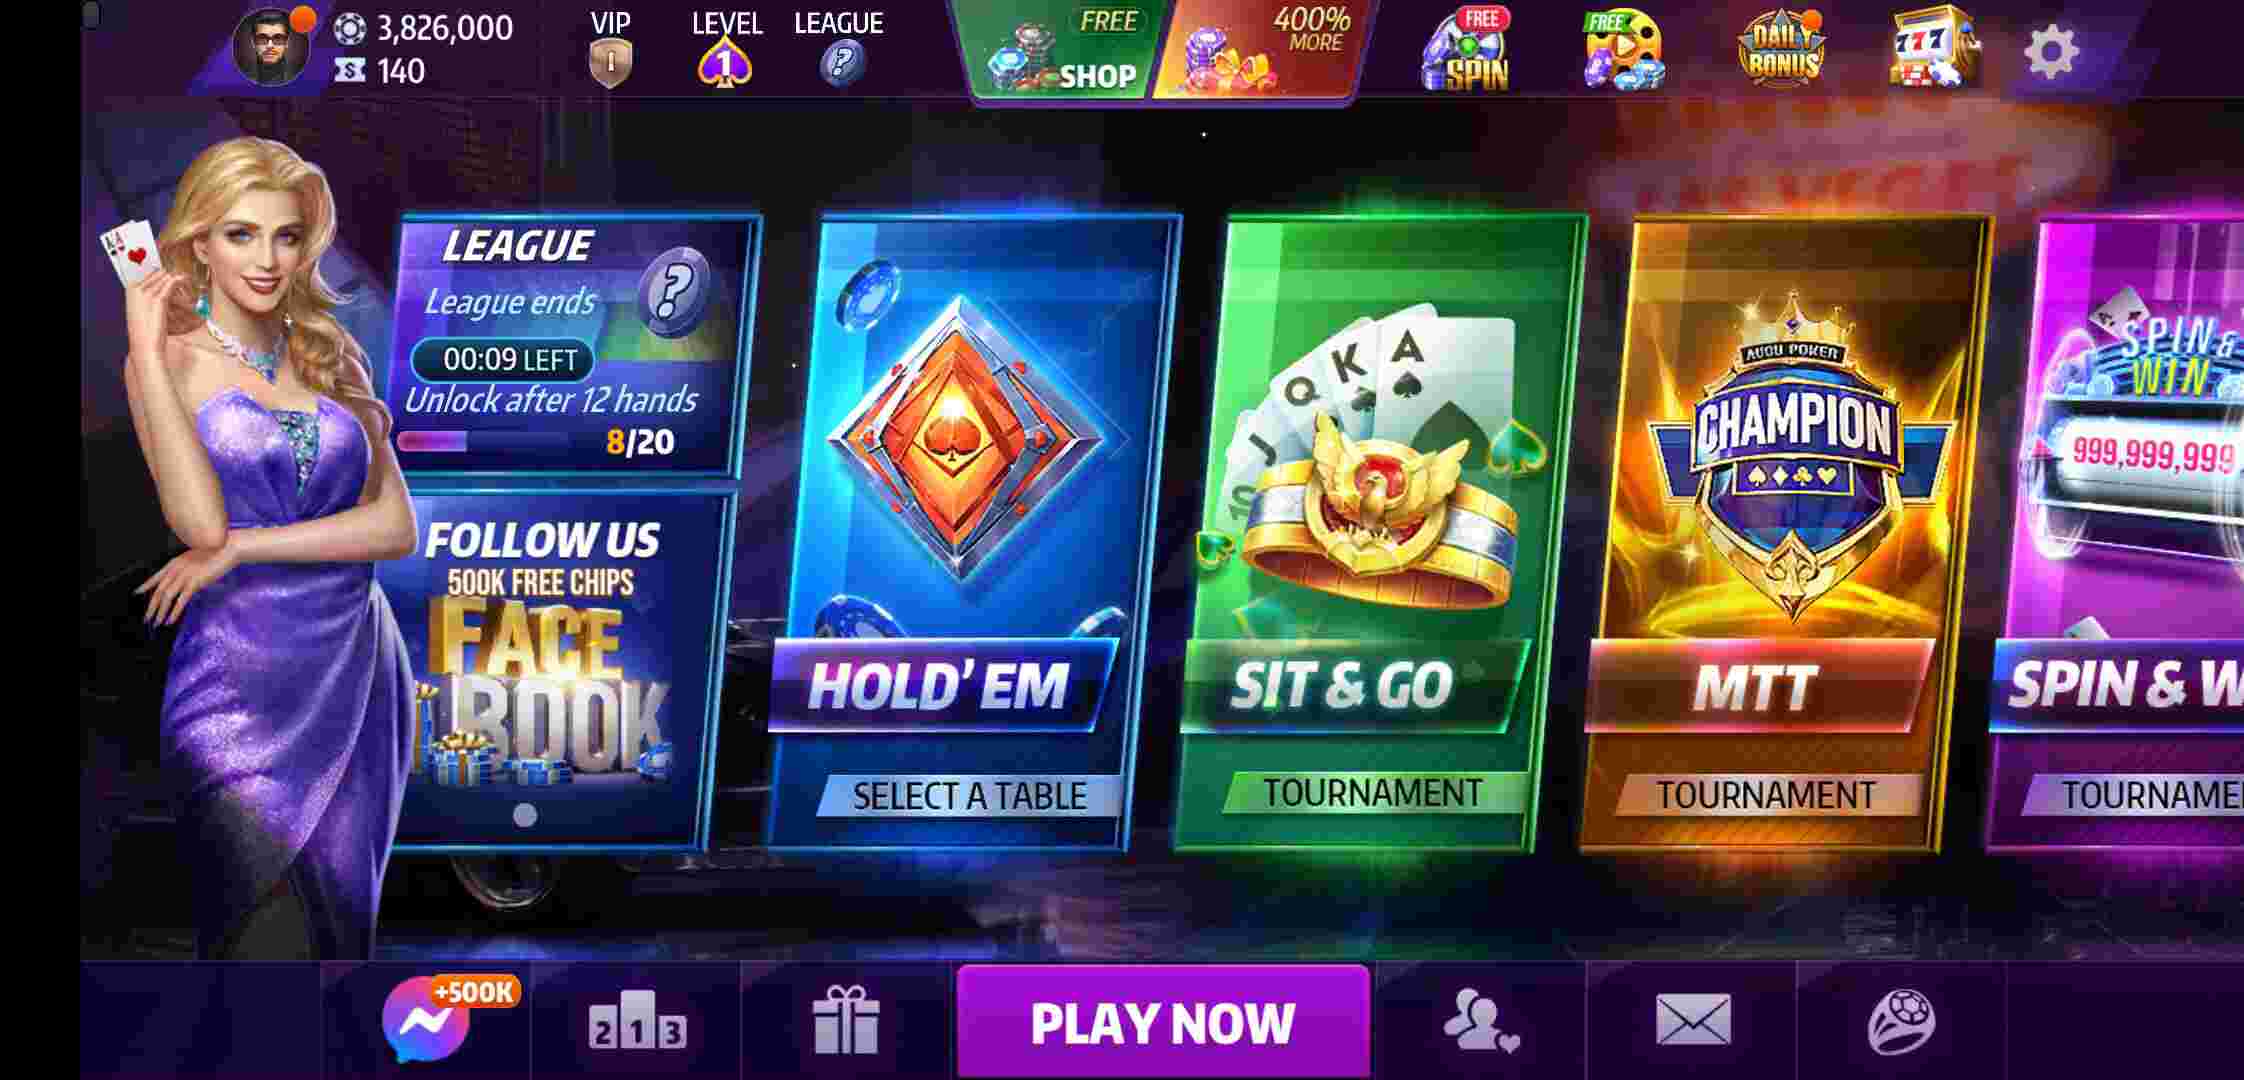 3,826,000
140
VIP
LEVEL
1
LEAGUE
?
FREE
SHOP
400%
MORE
FREE
SPIN
FREE
DAILY
BONUS
777
LEAGUE
League ends
?
00:09 LEFT
Unlock after 12 hands
8/20
FOLLOW US
500K FREE CHIPS
FACE
BOOK
HOLD'EM
SELECT A TABLE
A
K
Q
J
10
SIT & GO
TOURNAMENT
CHAMPION
MTT
TOURNAMENT
SPIN &
WIN
999,999,999
SPIN & W
TOURNAME
+500K
2 1 3
PLAY NOW